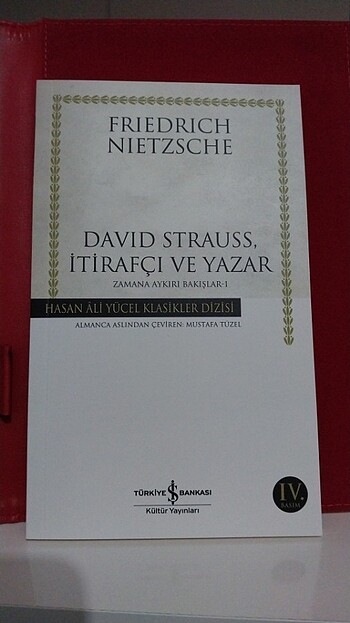 FRIEDRICH
NIETZSCHE
DAVID STRAUSS,
İTİRAFÇI VE YAZAR
ZAMANA AYKIRI BAKIŞLAR-1
HASAN ÂLİ YÜCEL KLASİKLER DİZİSİ
ALMANCA ASLINDAN ÇEVİREN: MUSTAFA TÜZEL
IV.
BASIM
TÜRKİYE İŞ BANKASI
Kültür Yayınları